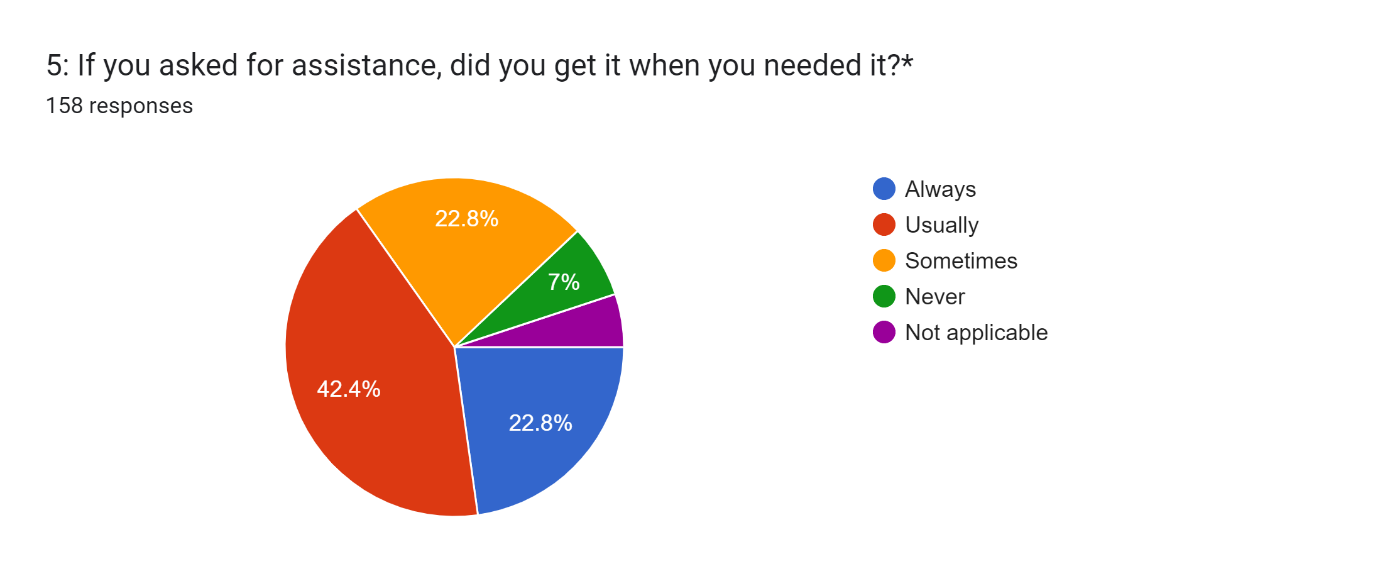 5: If you asked for assistance, did you get it when you needed it?*
158 responses
22.8%
7%
42.4%
22.8%
Always
Usually
Sometimes
Never
Not applicable